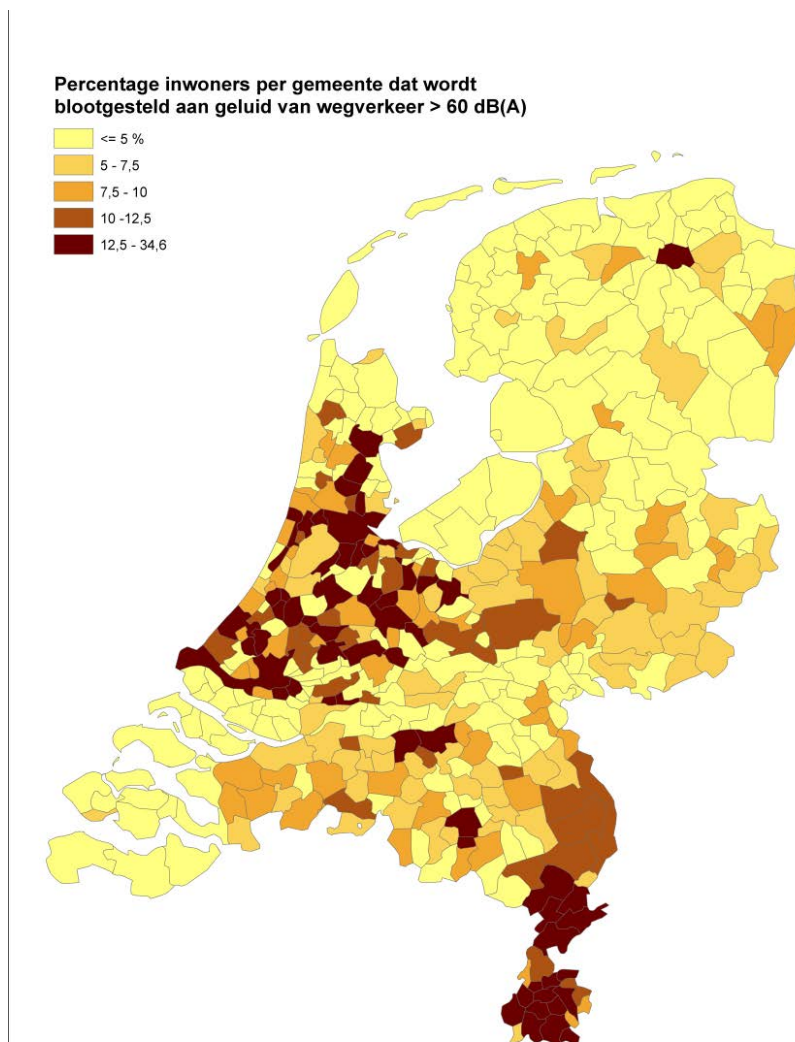 Percentage inwoners per gemeente dat wordt
blootgesteld aan geluid van wegverkeer > 60 dB(A)
<= 5 %
5 - 7,5
7,5 - 10
10 -12,5
12,5 - 34,6